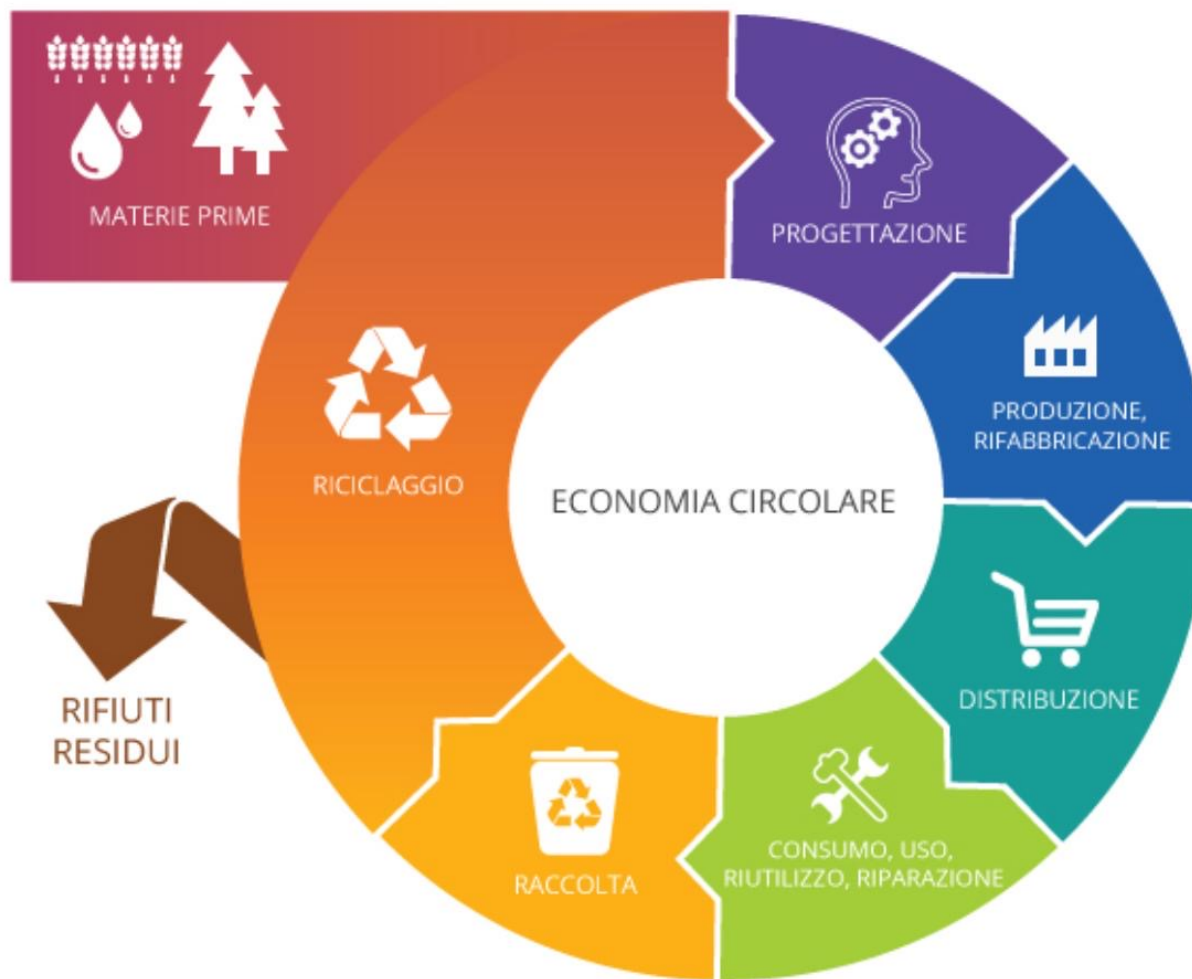 MATERIE PRIME
PROGETTAZIONE
PRODUZIONE,
RIFABBRICAZIONE
DISTRIBUZIONE
CONSUMO, USO,
RIUTILIZZO, RIPARAZIONE
RACCOLTA
RICICLAGGIO
RIFIUTI
RESIDUI
ECONOMIA CIRCOLARE